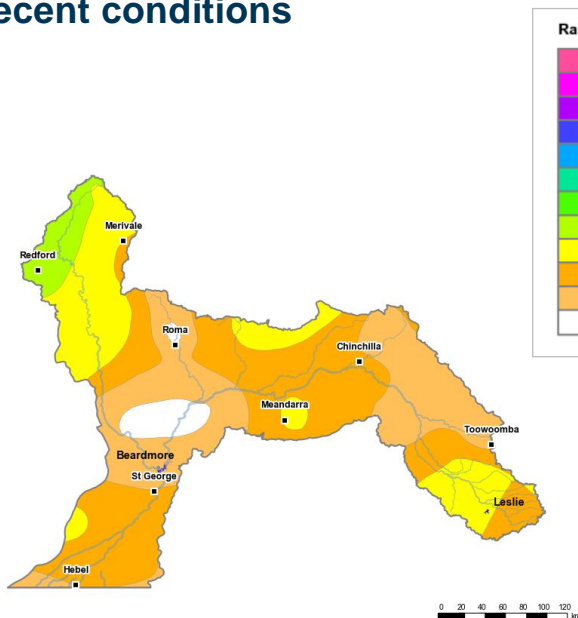 ecent conditions
Ra
Merivale
Redford
Roma
Chinchilla
Meandarra
Toowoomba
Beardmore
St George
Leslie
Hebel
0 20 40 60 80 100 120
km